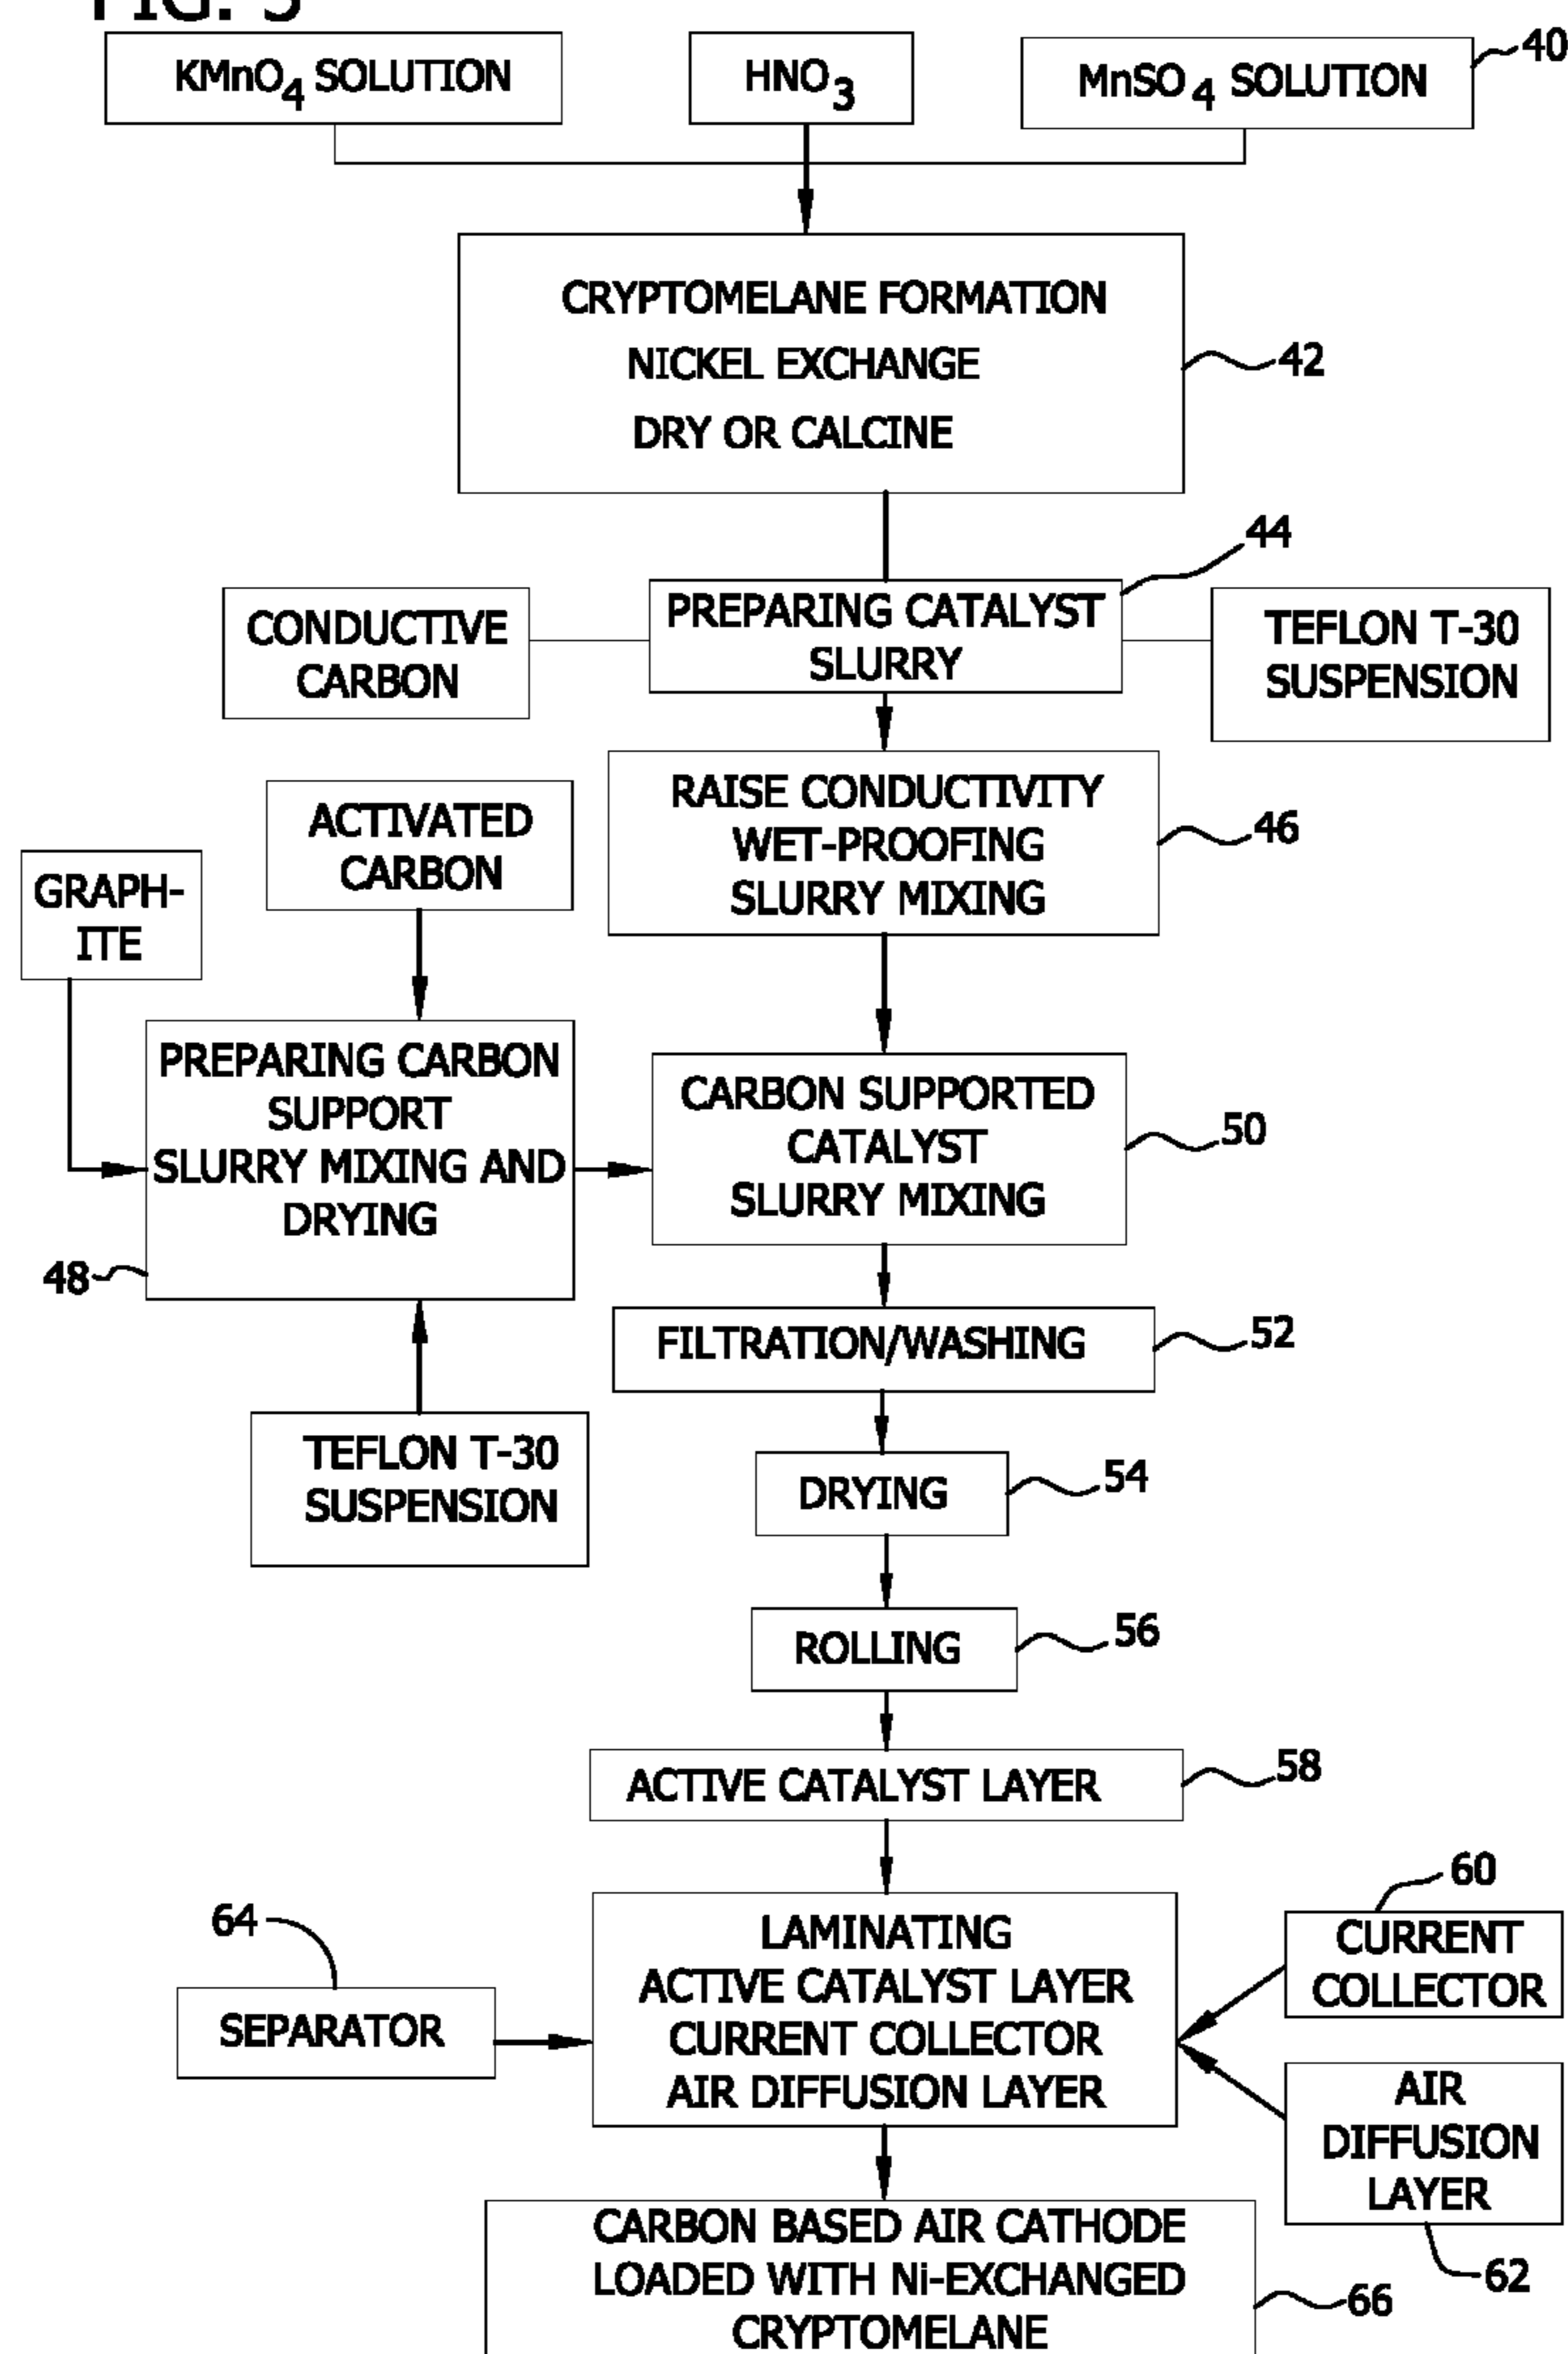 FIG. 5
KMnO4 SOLUTION
HNO3
MnSO4 SOLUTION
40
CRYPTOMELANE FORMATION
NICKEL EXCHANGE
DRY OR CALCINE
42
44
CONDUCTIVE
CARBON
PREPARING CATALYST
SLURRY
TEFLON T-30
SUSPENSION
RAISE CONDUCTIVITY
WET-PROOFING
SLURRY MIXING
46
ACTIVATED
CARBON
GRAPH-
ITE
PREPARING CARBON
SUPPORT
SLURRY MIXING AND
DRYING
48
CARBON SUPPORTED
CATALYST
SLURRY MIXING
50
FILTRATION/WASHING
52
TEFLON T-30
SUSPENSION
DRYING
54
ROLLING
56
ACTIVE CATALYST LAYER
58
64
SEPARATOR
LAMINATING
ACTIVE CATALYST LAYER
CURRENT COLLECTOR
AIR DIFFUSION LAYER
60
CURRENT
COLLECTOR
AIR
DIFFUSION
LAYER
62
CARBON BASED AIR CATHODE
LOADED WITH Ni-EXCHANGED
CRYPTOMELANE
66